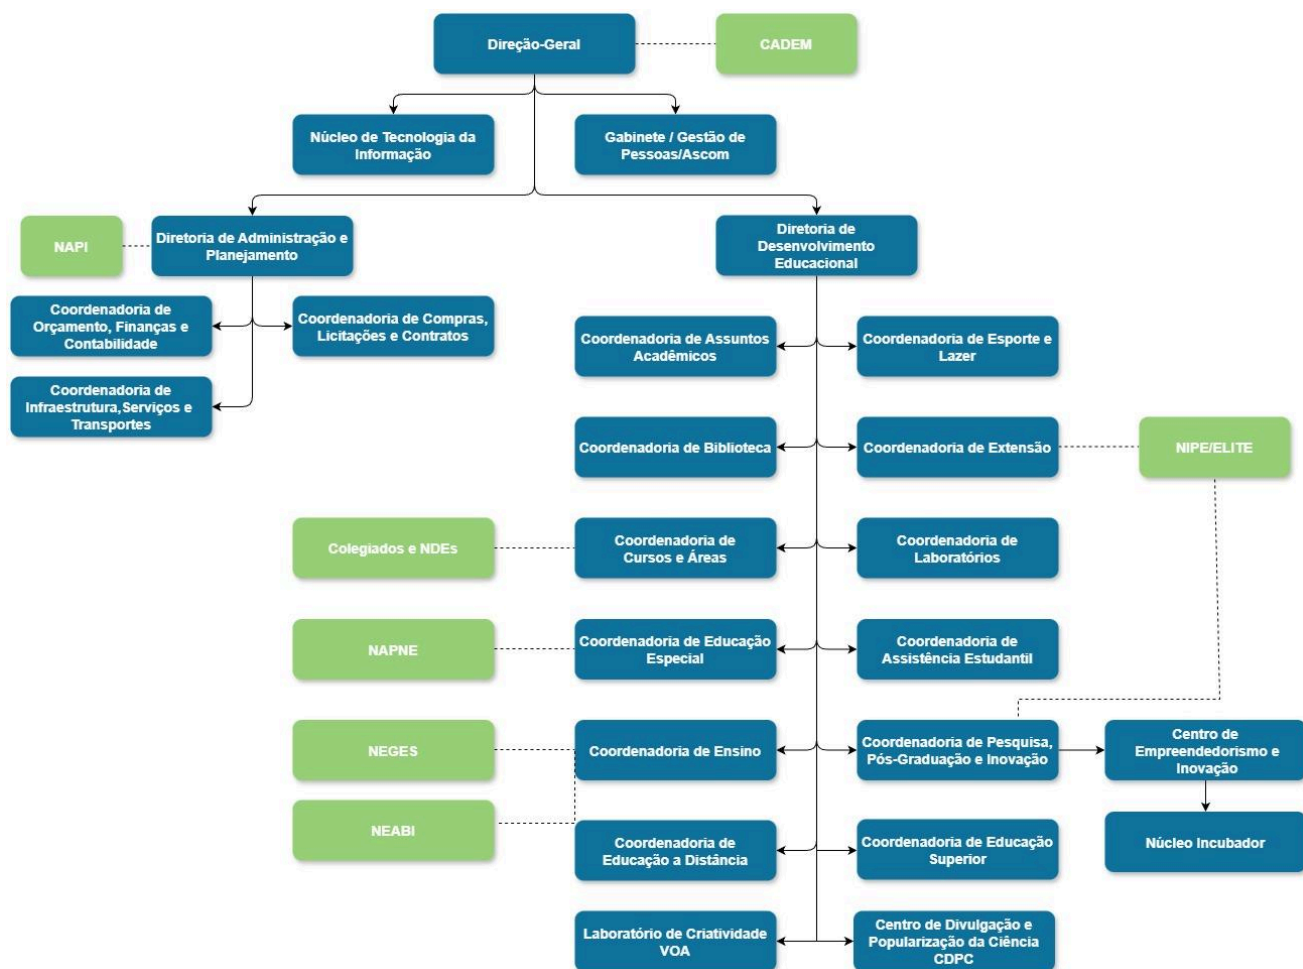 Direção-Geral
CADEM
Núcleo de Tecnologia da
Informação
Gabinete / Gestão de
Pessoas/Ascom
NAPI
Diretoria de Administração e
Planejamento
Diretoria de
Desenvolvimento
Educacional
Coordenadoria de
Orçamento, Finanças e
Contabilidade
Coordenadoria de Compras,
Licitações e Contratos
Coordenadoria de
Infraestrutura,Serviços e
Transportes
Coordenadoria de Assuntos
Acadêmicos
Coordenadoria de Esporte e
Lazer
Coordenadoria de Biblioteca
Coordenadoria de Extensão
NIPE/ELITE
Colegiados e NDEs
Coordenadoria de
Cursos e Áreas
Coordenadoria de
Laboratórios
NAPNE
Coordenadoria de Educação
Especial
Coordenadoria de
Assistência Estudantil
NEGES
Coordenadoria de Ensino
Coordenadoria de Pesquisa,
Pós-Graduação e Inovação
Centro de
Empreendedorismo e
Inovação
NEABI
Coordenadoria de
Educação a Distância
Coordenadoria de Educação
Superior
Núcleo Incubador
Laboratório de Criatividade
VOA
Centro de Divulgação e
Popularização da Ciência
CDPC